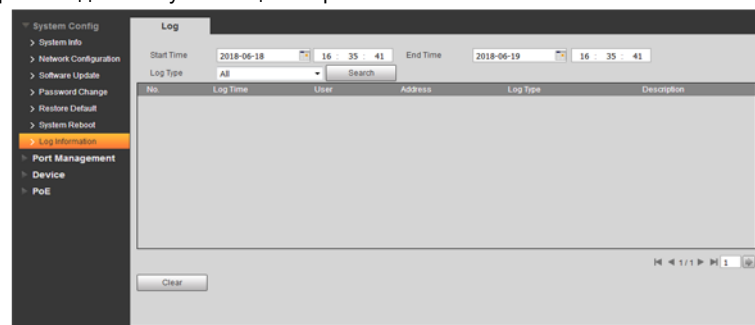 System Config
System Info
Network Configuration
Software Update
Password Change
Restore Default
System Reboot
Log Information
Port Management
Device
PoE
Log
Start Time 2018-06-18 16 : 35 : 41 End Time 2018-06-19 16 : 35 : 41
Log Type All Search
No. Log Time User Address Log Type Description
1/1 1
Clear